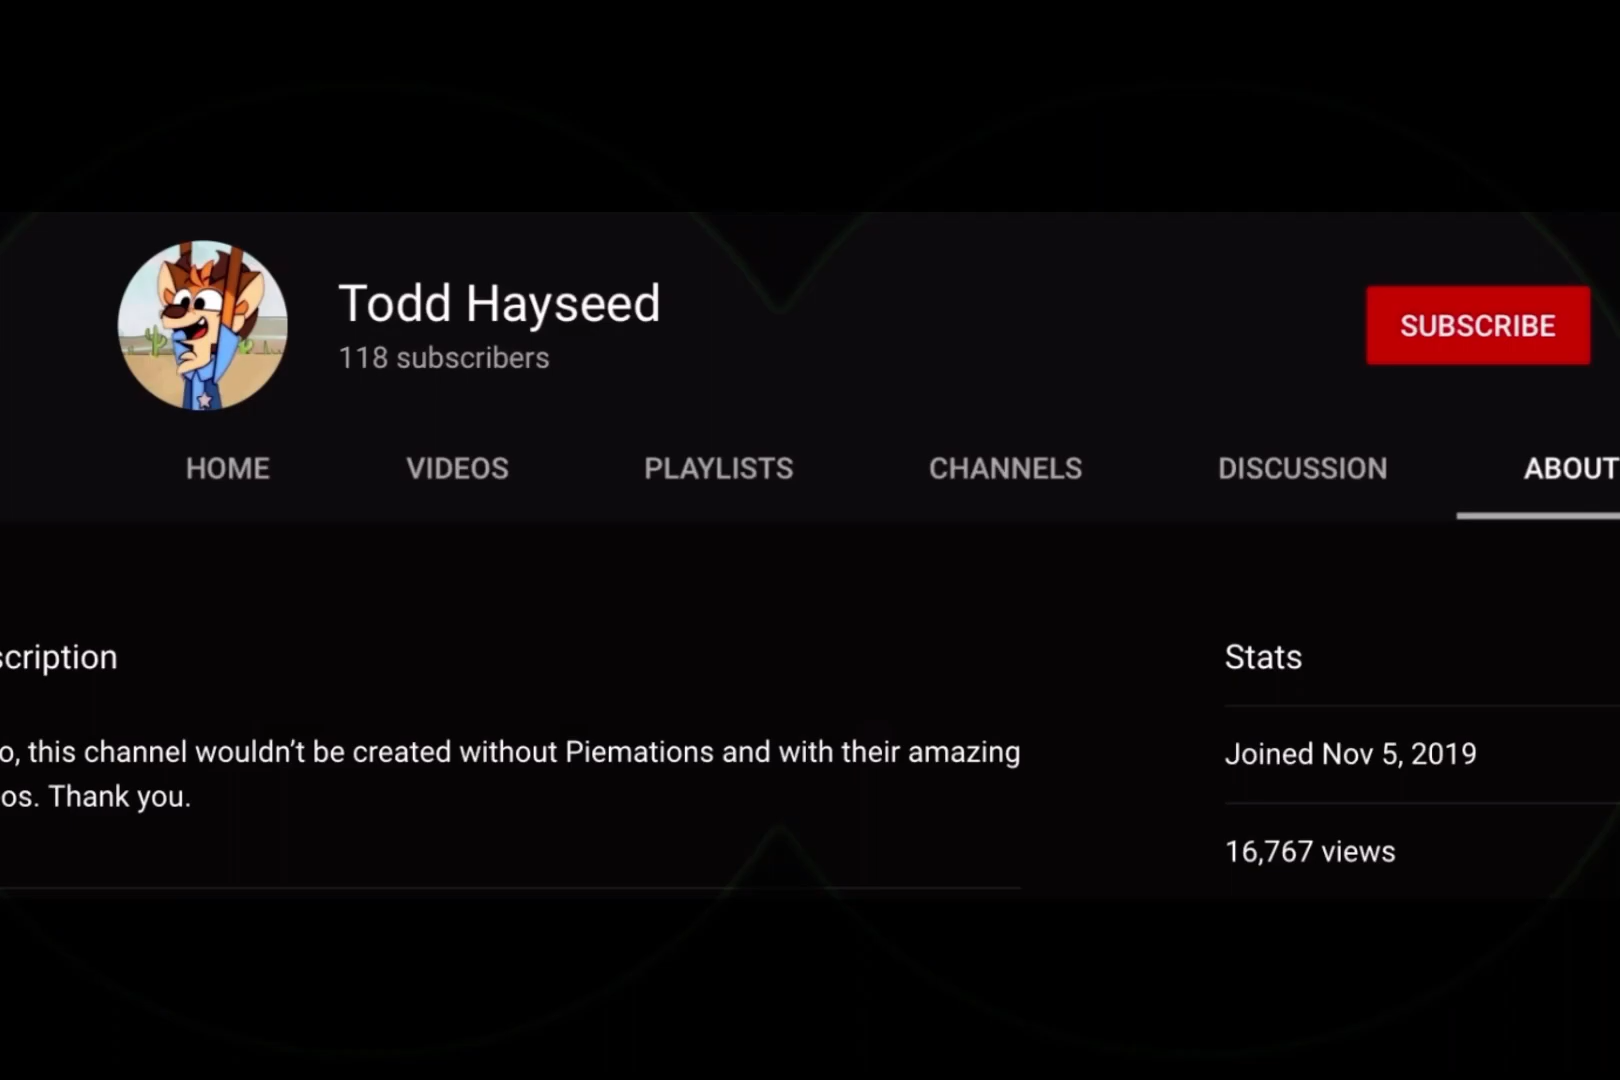 Todd Hayseed
118 subscribers
SUBSCRIBE
HOME VIDEOS PLAYLISTS CHANNELS DISCUSSION ABOUT
scription
o, this channel wouldn’t be created without Piemations and with their amazing
os. Thank you.
Stats
Joined Nov 5, 2019
16,767 views